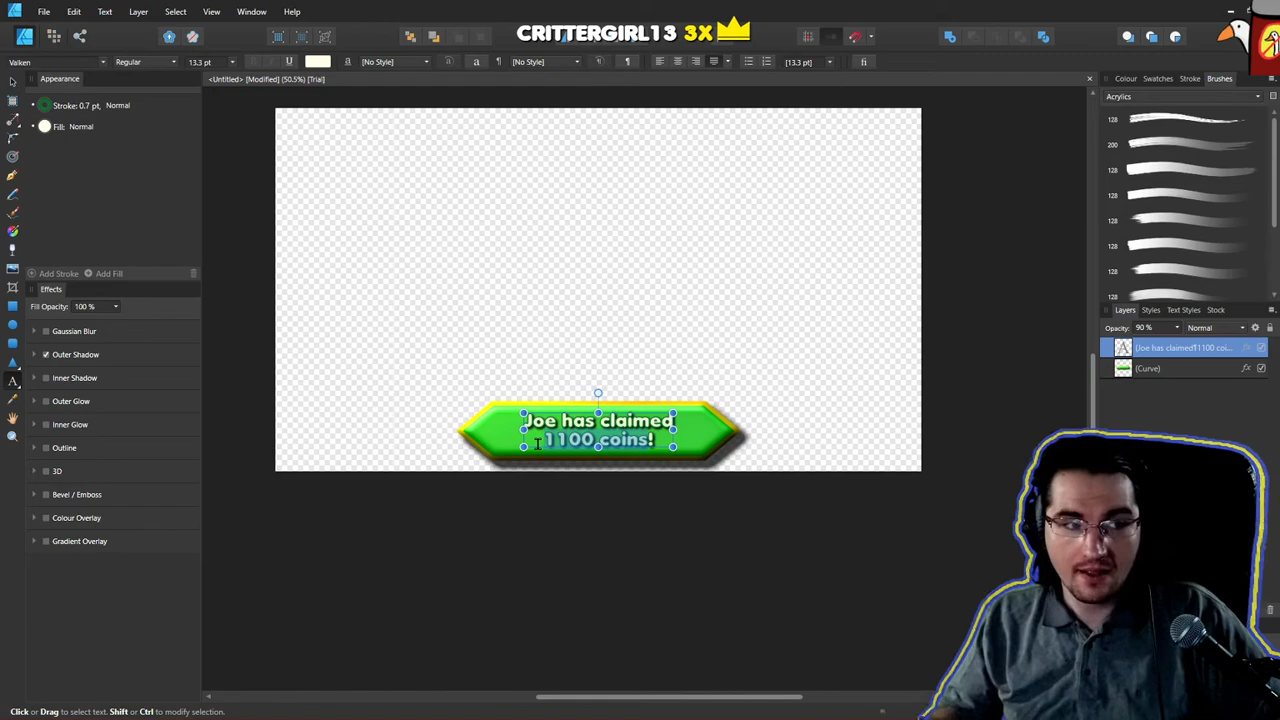 File Edit Text Layer Select View Window Help
CRITTERGIRL13 3X
Valken Regular 13.3 pt a [No Style] a ¶ [No Style] ¶ ¶ [13.3 pt] fi
Appearance
<Untitled> [Modified] (50.5%) [Trial]
Colour Swatches Stroke Brushes
Stroke: 0.7 pt, Normal
Fill: Normal
Acrylics
128
200
128
128
128
128
128
128
Add Stroke Add Fill
Effects
Fill Opacity: 100 %
Gaussian Blur
Outer Shadow
Inner Shadow
Outer Glow
Inner Glow
Outline
3D
Bevel / Emboss
Colour Overlay
Gradient Overlay
Layers Styles Text Styles Stock
Opacity: 90 % Normal
(Joe has claimed¶1100 coi...
(Curve)
Joe has claimed
1100 coins!
Click or Drag to select text. Shift or Ctrl to modify selection.